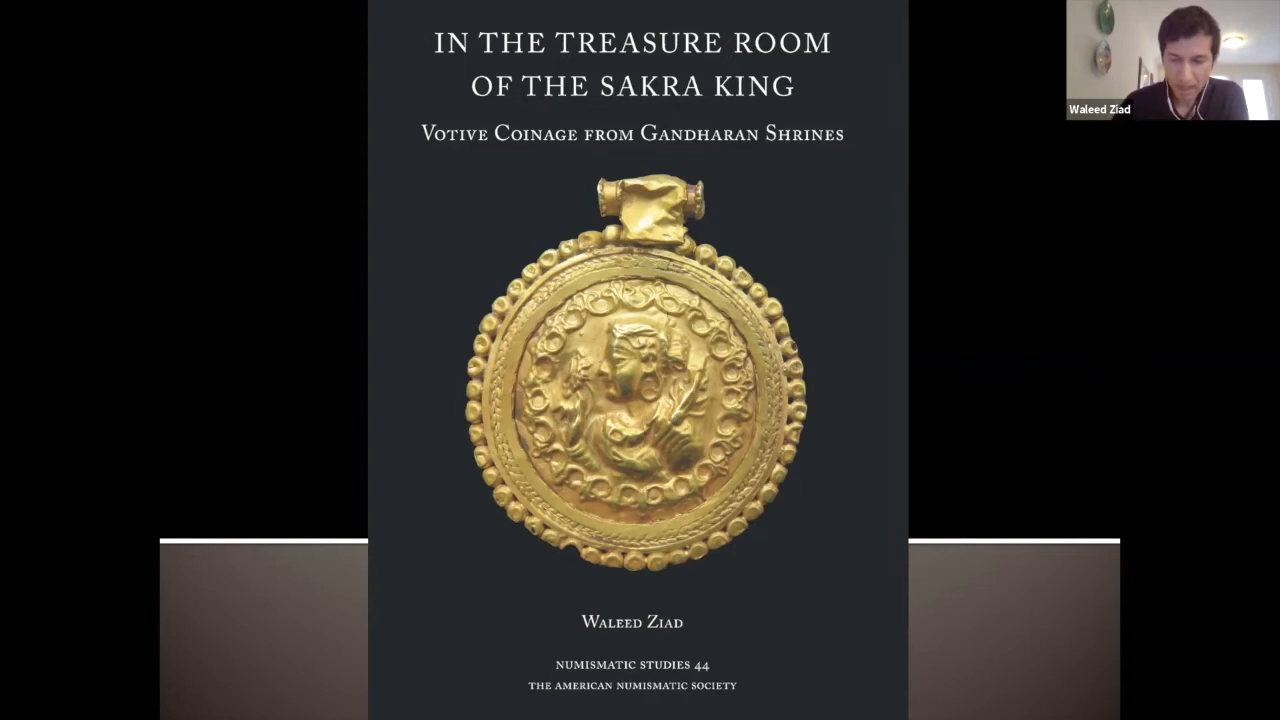 IN THE TREASURE ROOM
OF THE SAKRA KING
VOTIVE COINAGE FROM GANDHARAN SHRINES
WALEED ZIAD
NUMISMATIC STUDIES 44
THE AMERICAN NUMISMATIC SOCIETY
Waleed Ziad